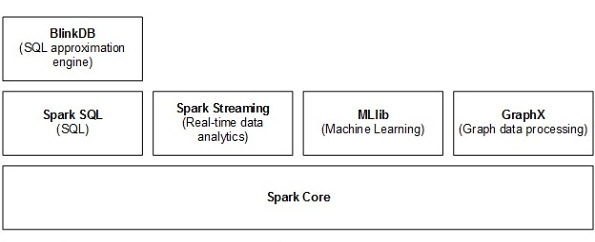 BlinkDB
(SQL approximation
engine)
Spark SQL
(SQL)
Spark Streaming
(Real-time data
analytics)
MLlib
(Machine Learning)
GraphX
(Graph data processing)
Spark Core